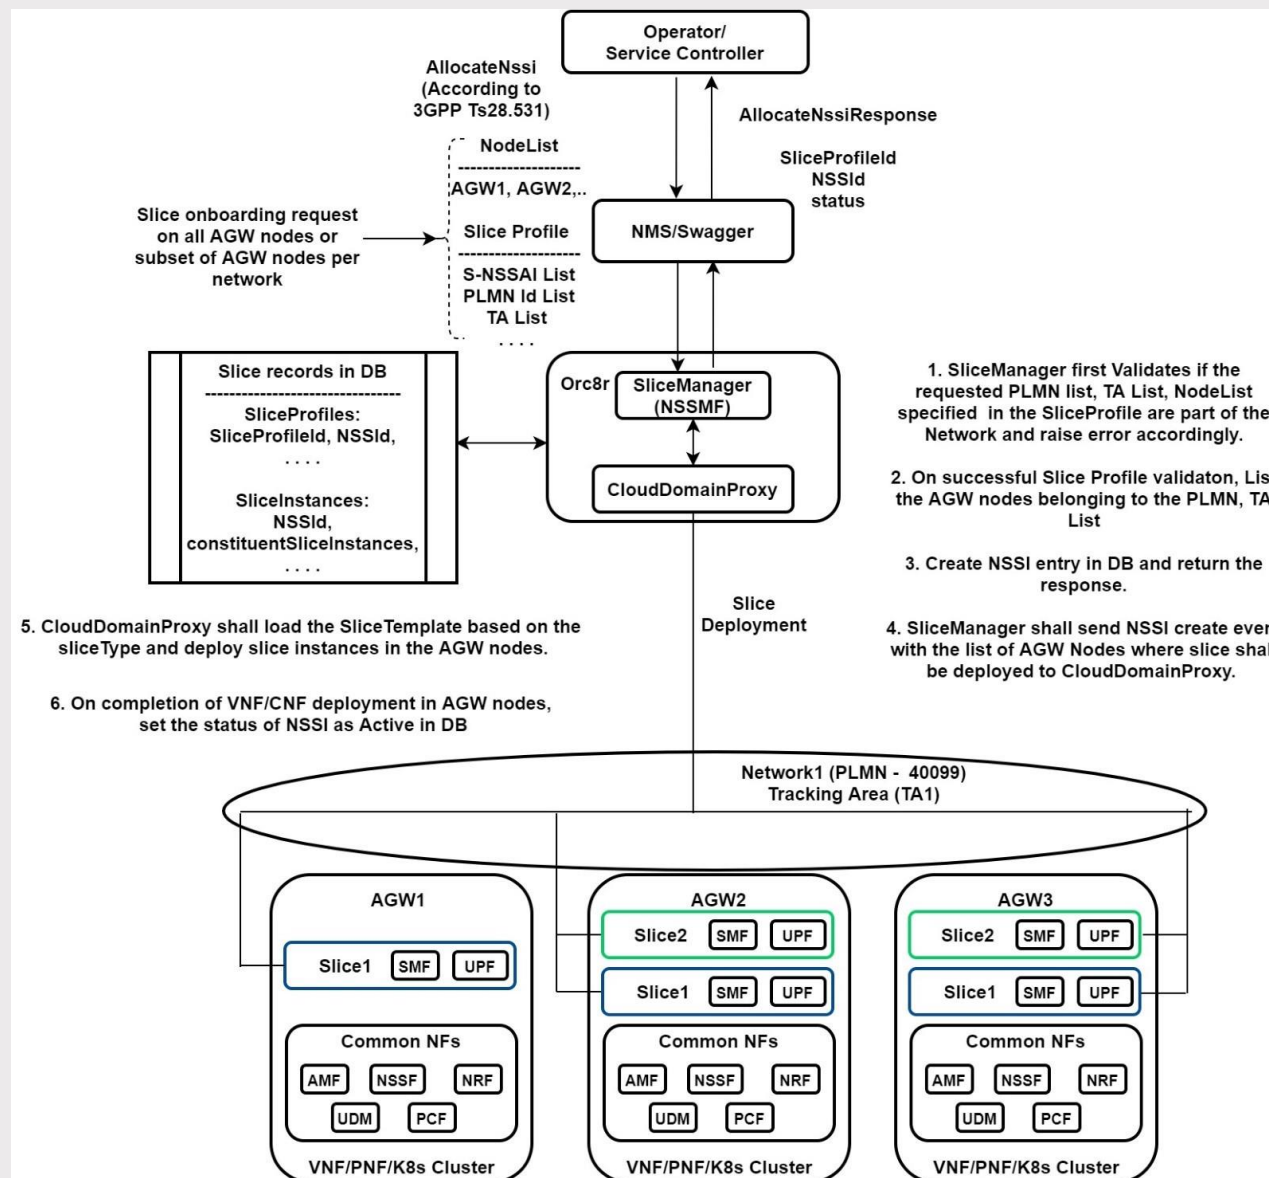 Operator/
Service Controller
AllocateNssi
(According to
3GPP Ts28.531)
AllocateNssiResponse
SliceProfileId
NSSId
status
NodeList
--------------------
AGW1, AGW2,..
Slice Profile
--------------------
S-NSSAI List
PLMN Id List
TA List
. . . .
Slice onboarding request
on all AGW nodes or
subset of AGW nodes per
network
NMS/Swagger
Slice records in DB
--------------------------------
SliceProfiles:
SliceProfileId, NSSId,
. . . .
SliceInstances:
NSSId,
constituentSliceInstances,
. . . .
Orc8r
SliceManager
(NSSMF)
CloudDomainProxy
1. SliceManager first Validates if the
requested PLMN list, TA List, NodeList
specified in the SliceProfile are part of the
Network and raise error accordingly.
2. On successful Slice Profile validaton, Lis
the AGW nodes belonging to the PLMN, TA
List
3. Create NSSI entry in DB and return the
response.
4. SliceManager shall send NSSI create even
with the list of AGW Nodes where slice shal
be deployed to CloudDomainProxy.
Slice
Deployment
5. CloudDomainProxy shall load the SliceTemplate based on the
sliceType and deploy slice instances in the AGW nodes.
6. On completion of VNF/CNF deployment in AGW nodes,
set the status of NSSI as Active in DB
Network1 (PLMN - 40099)
Tracking Area (TA1)
AGW1
Slice1 SMF UPF
Common NFs
AMF NSSF NRF
UDM PCF
VNF/PNF/K8s Cluster
AGW2
Slice2 SMF UPF
Slice1 SMF UPF
Common NFs
AMF NSSF NRF
UDM PCF
VNF/PNF/K8s Cluster
AGW3
Slice2 SMF UPF
Slice1 SMF UPF
Common NFs
AMF NSSF NRF
UDM PCF
VNF/PNF/K8s Cluster